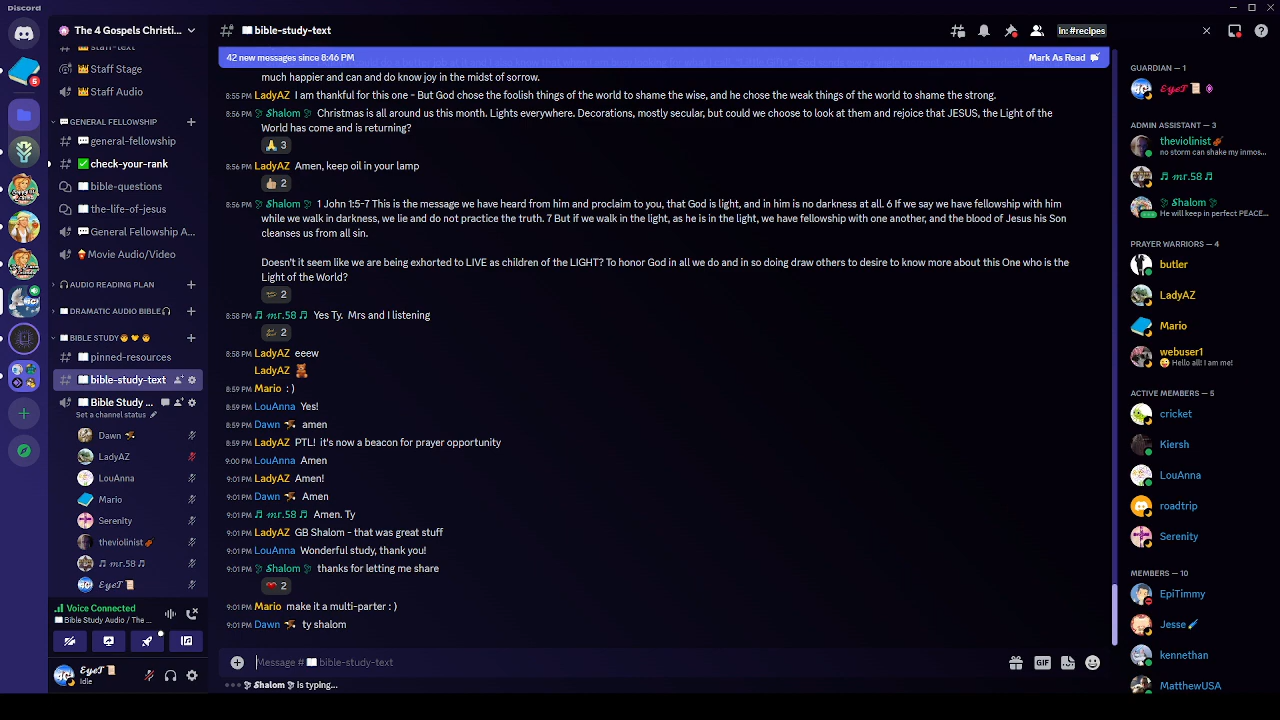 Discord
The 4 Gospels Christi...
bible-study-text
In: #recipes
staff-text
Staff Stage
Staff Audio
GENERAL FELLOWSHIP
general-fellowship
check-your-rank
bible-questions
the-life-of-jesus
General Fellowship A...
Movie Audio/Video
AUDIO READING PLAN
DRAMATIC AUDIO BIBLE
BIBLE STUDY
pinned-resources
bible-study-text
Bible Study ...
Set a channel status
Dawn
LadyAZ
LouAnna
Mario
Serenity
theviolinist
♬ 𝓶r.58 ♬
EyeT
Voice Connected
Bible Study Audio / The ...
EyeT
Idle
5
42 new messages since 8:46 PM
Mark As Read
much happier and can and do know joy in the midst of sorrow.
8:55 PM LadyAZ I am thankful for this one - But God chose the foolish things of the world to shame the wise, and he chose the weak things of the world to shame the strong.
8:56 PM Shalom Christmas is all around us this month. Lights everywhere. Decorations, mostly secular, but could we choose to look at them and rejoice that JESUS, the Light of the
World has come and is returning?
🙏 3
8:56 PM LadyAZ Amen, keep oil in your lamp
👍 2
8:56 PM Shalom 1 John 1:5-7 This is the message we have heard from him and proclaim to you, that God is light, and in him is no darkness at all. 6 If we say we have fellowship with him
while we walk in darkness, we lie and do not practice the truth. 7 But if we walk in the light, as he is in the light, we have fellowship with one another, and the blood of Jesus his Son
cleanses us from all sin.
Doesn't it seem like we are being exhorted to LIVE as children of the LIGHT? To honor God in all we do and in so doing draw others to desire to know more about this One who is the
Light of the World?
2
8:58 PM ♬ 𝓶r.58 ♬ Yes Ty. Mrs and I listening
2
8:58 PM LadyAZ eeew
LadyAZ 🧸
8:59 PM Mario : )
8:59 PM LouAnna Yes!
8:59 PM Dawn amen
8:59 PM LadyAZ PTL! it's now a beacon for prayer opportunity
9:00 PM LouAnna Amen
9:01 PM LadyAZ Amen!
9:01 PM Dawn Amen
9:01 PM ♬ 𝓶r.58 ♬ Amen. Ty
9:01 PM LadyAZ GB Shalom - that was great stuff
9:01 PM LouAnna Wonderful study, thank you!
9:01 PM Shalom thanks for letting me share
❤️ 2
9:01 PM Mario make it a multi-parter : )
9:01 PM Dawn ty shalom
Message # bible-study-text
GIF
Shalom is typing...
GUARDIAN — 1
EyeT
ADMIN ASSISTANT — 3
theviolinist
no storm can shake my inmos...
♬ 𝓶r.58 ♬
Shalom
He will keep in perfect PEACE...
PRAYER WARRIORS — 4
butler
LadyAZ
Mario
webuser1
Hello all! I am me!
ACTIVE MEMBERS — 5
cricket
Kiersh
LouAnna
roadtrip
Serenity
MEMBERS — 10
EpiTimmy
Jesse
kennethan
MatthewUSA